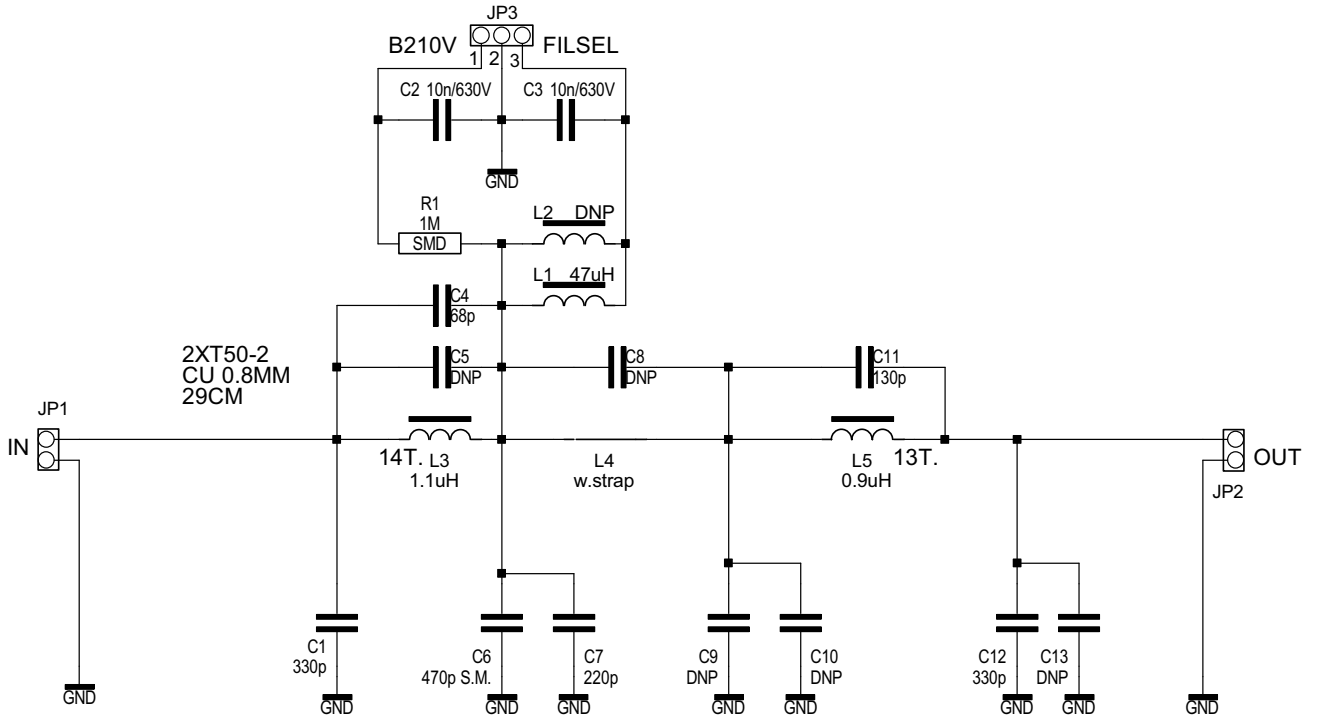 JP3
B210V
FILSEL
1 2 3
C2 10n/630V
C3 10n/630V
GND
R1
1M
SMD
L2 DNP
L1 47uH
C4
68p
2XT50-2
CU 0.8MM
29CM
C5
DNP
C8
DNP
C11
130p
JP1
IN
14T.
L3
1.1uH
L4
w.strap
L5
0.9uH
13T.
OUT
JP2
C1
330p
C6
470p S.M.
C7
220p
C9
DNP
C10
DNP
C12
330p
C13
DNP
GND
GND
GND
GND
GND
GND
GND
GND
GND